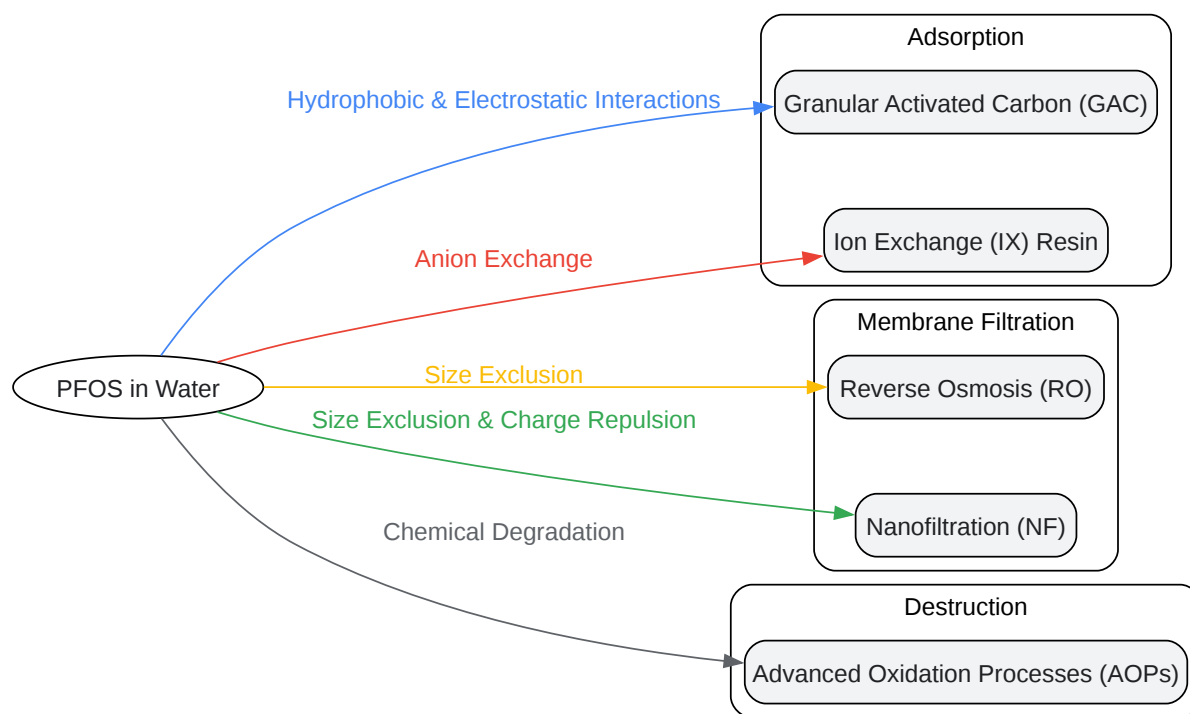 Adsorption
Hydrophobic & Electrostatic Interactions
Granular Activated Carbon (GAC)
Anion Exchange
Ion Exchange (IX) Resin
Membrane Filtration
PFOS in Water
Size Exclusion
Reverse Osmosis (RO)
Size Exclusion & Charge Repulsion
Nanofiltration (NF)
Chemical Degradation
Destruction
Advanced Oxidation Processes (AOPs)